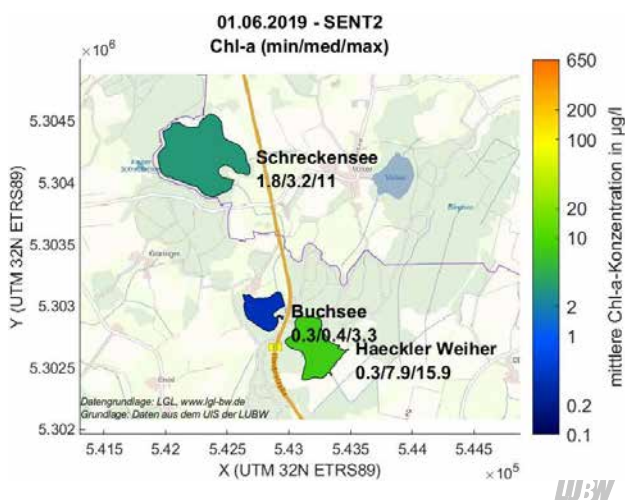 01.06.2019 - SENT2
Chl-a (min/med/max)
×10⁶
5.3045
5.304
5.3035
5.303
5.3025
5.302
Y (UTM 32N ETRS89)
Schreckensee
1.8/3.2/11
Buchsee
0.3/0.4/3.3
Haeckler Weiher
0.3/7.9/15.9
Datengrundlage: LGL, www.lgl-bw.de
Grundlage: Daten aus dem UIS der LUBW
5.415
5.42
5.425
5.43
5.435
5.44
5.445
X (UTM 32N ETRS89)
×10⁵
650
200
100
20
10
2
1
0.2
0.1
mittlere Chl-a-Konzentration in µg/l
LUBW